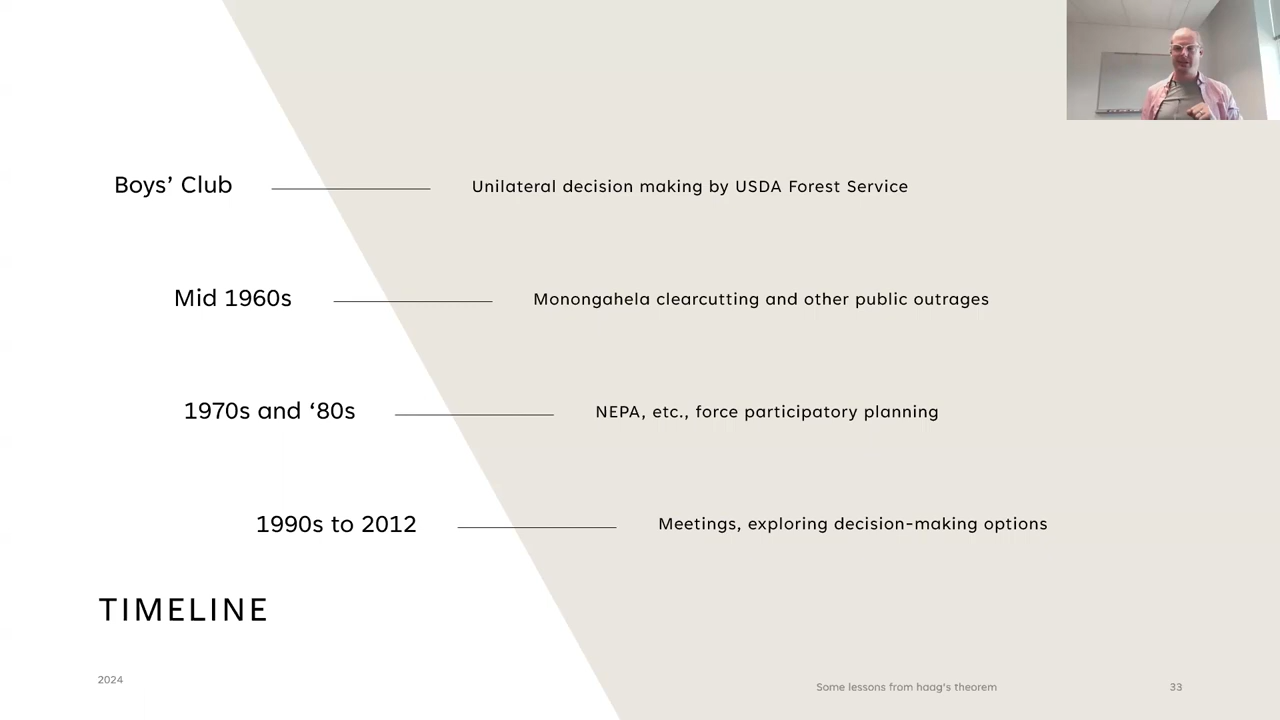 Boys’ Club
Unilateral decision making by USDA Forest Service
Mid 1960s
Monongahela clearcutting and other public outrages
1970s and ‘80s
NEPA, etc., force participatory planning
1990s to 2012
Meetings, exploring decision-making options
TIMELINE
2024
Some lessons from haag's theorem
33